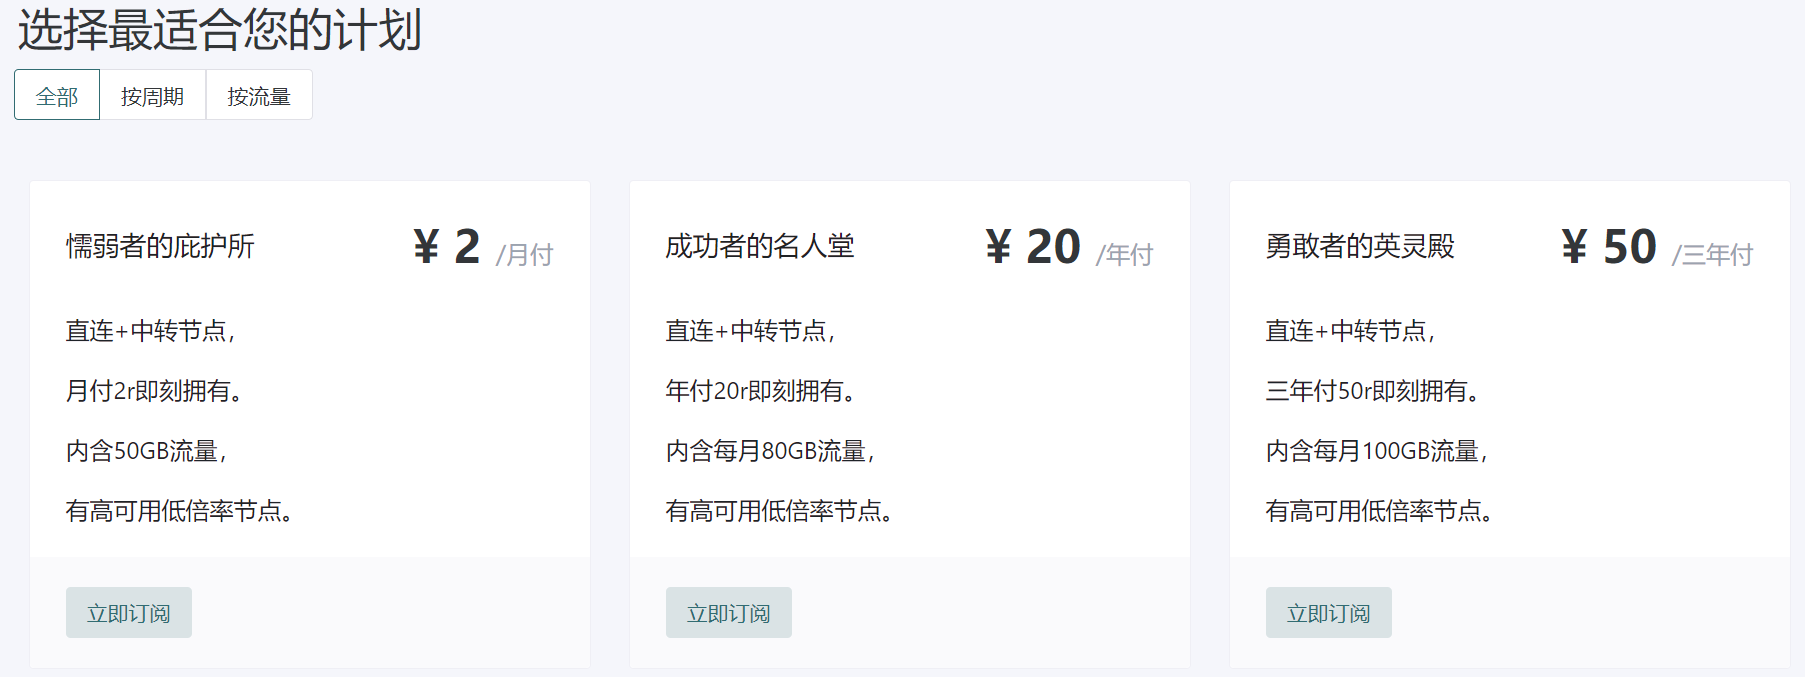 选择最适合您的计划
全部 按周期 按流量
懦弱者的庇护所 ¥ 2 /月付
直连+中转节点，
月付2r即刻拥有。
内含50GB流量，
有高可用低倍率节点。
立即订阅
成功者的名人堂 ¥ 20 /年付
直连+中转节点，
年付20r即刻拥有。
内含每月80GB流量，
有高可用低倍率节点。
立即订阅
勇敢者的英灵殿 ¥ 50 /三年付
直连+中转节点，
三年付50r即刻拥有。
内含每月100GB流量，
有高可用低倍率节点。
立即订阅